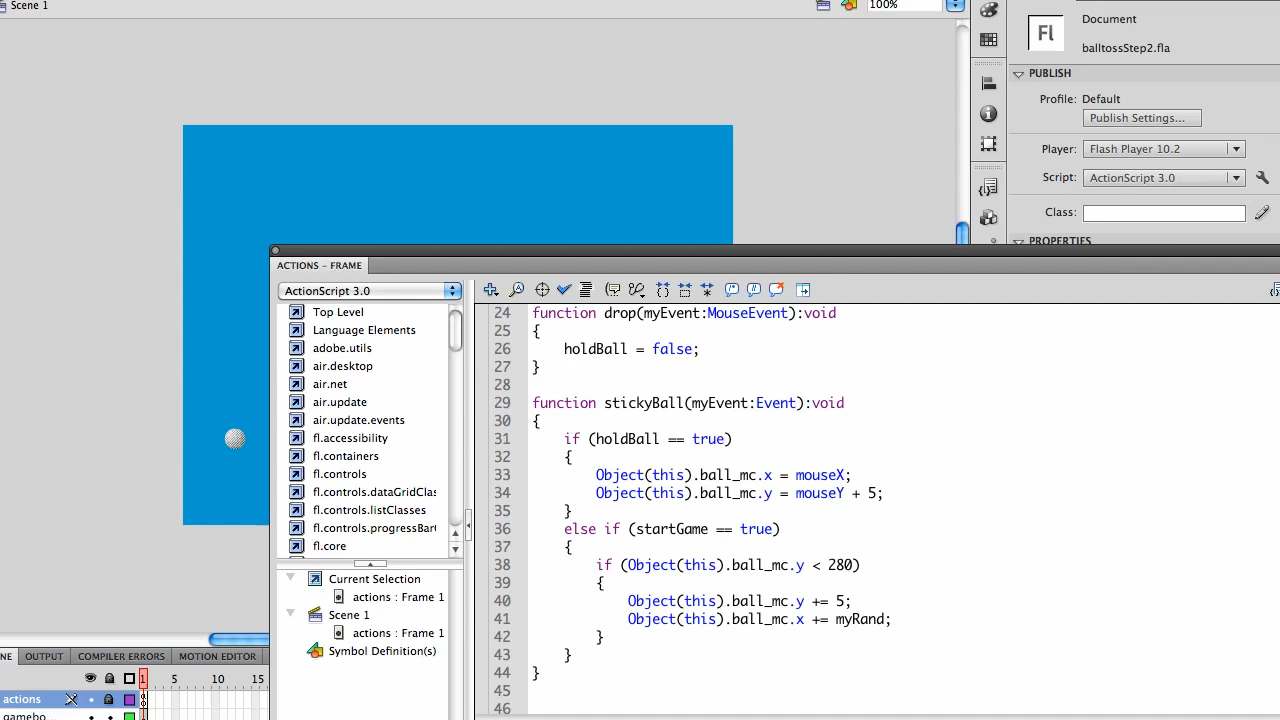 Scene 1
100%
Document
Fl
balltossStep2.fla
PUBLISH
Profile: Default
Publish Settings...
Player: Flash Player 10.2
Script: ActionScript 3.0
Class:
PROPERTIES
ACTIONS - FRAME
ActionScript 3.0
Top Level
Language Elements
adobe.utils
air.desktop
air.net
air.update
air.update.events
fl.accessibility
fl.containers
fl.controls
fl.controls.dataGridClas
fl.controls.listClasses
fl.controls.progressBar
fl.core
Current Selection
actions : Frame 1
Scene 1
actions : Frame 1
Symbol Definition(s)
24 function drop(myEvent:MouseEvent):void
25 {
26 holdBall = false;
27 }
28
29 function stickyBall(myEvent:Event):void
30 {
31 if (holdBall == true)
32 {
33 Object(this).ball_mc.x = mouseX;
34 Object(this).ball_mc.y = mouseY + 5;
35 }
36 else if (startGame == true)
37 {
38 if (Object(this).ball_mc.y < 280)
39 {
40 Object(this).ball_mc.y += 5;
41 Object(this).ball_mc.x += myRand;
42 }
43 }
44 }
45
46
NE OUTPUT COMPILER ERRORS MOTION EDITOR
1 5 10 15
actions
gamebo...